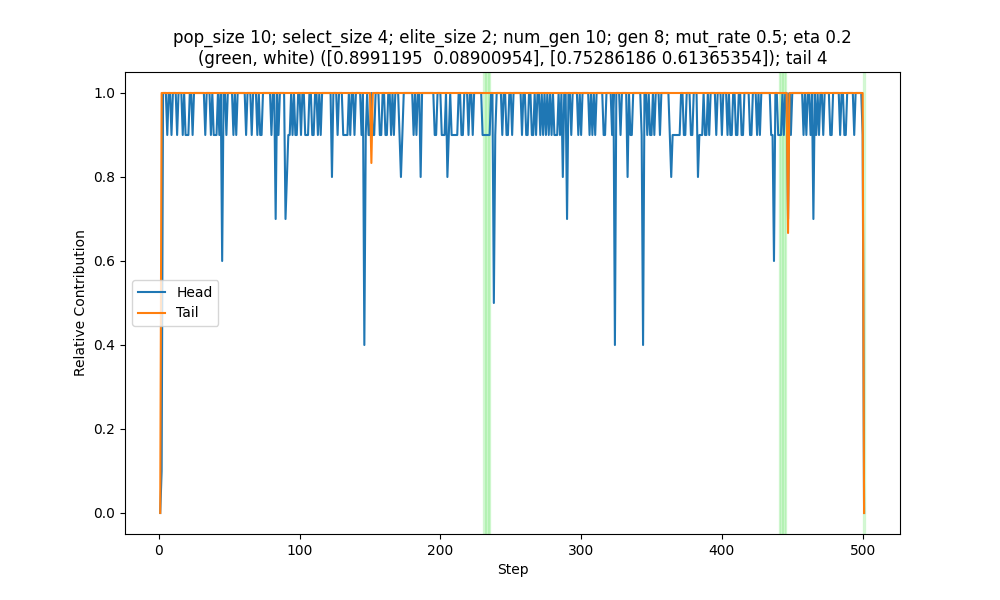 pop_size 10; select_size 4; elite_size 2; num_gen 10; gen 8; mut_rate 0.5; eta 0.2
(green, white) ([0.8991195  0.08900954], [0.75286186 0.61365354]); tail 4
1.0
0.8
0.6
0.4
0.2
0.0
Relative Contribution
Head
Tail
0
100
200
300
400
500
Step